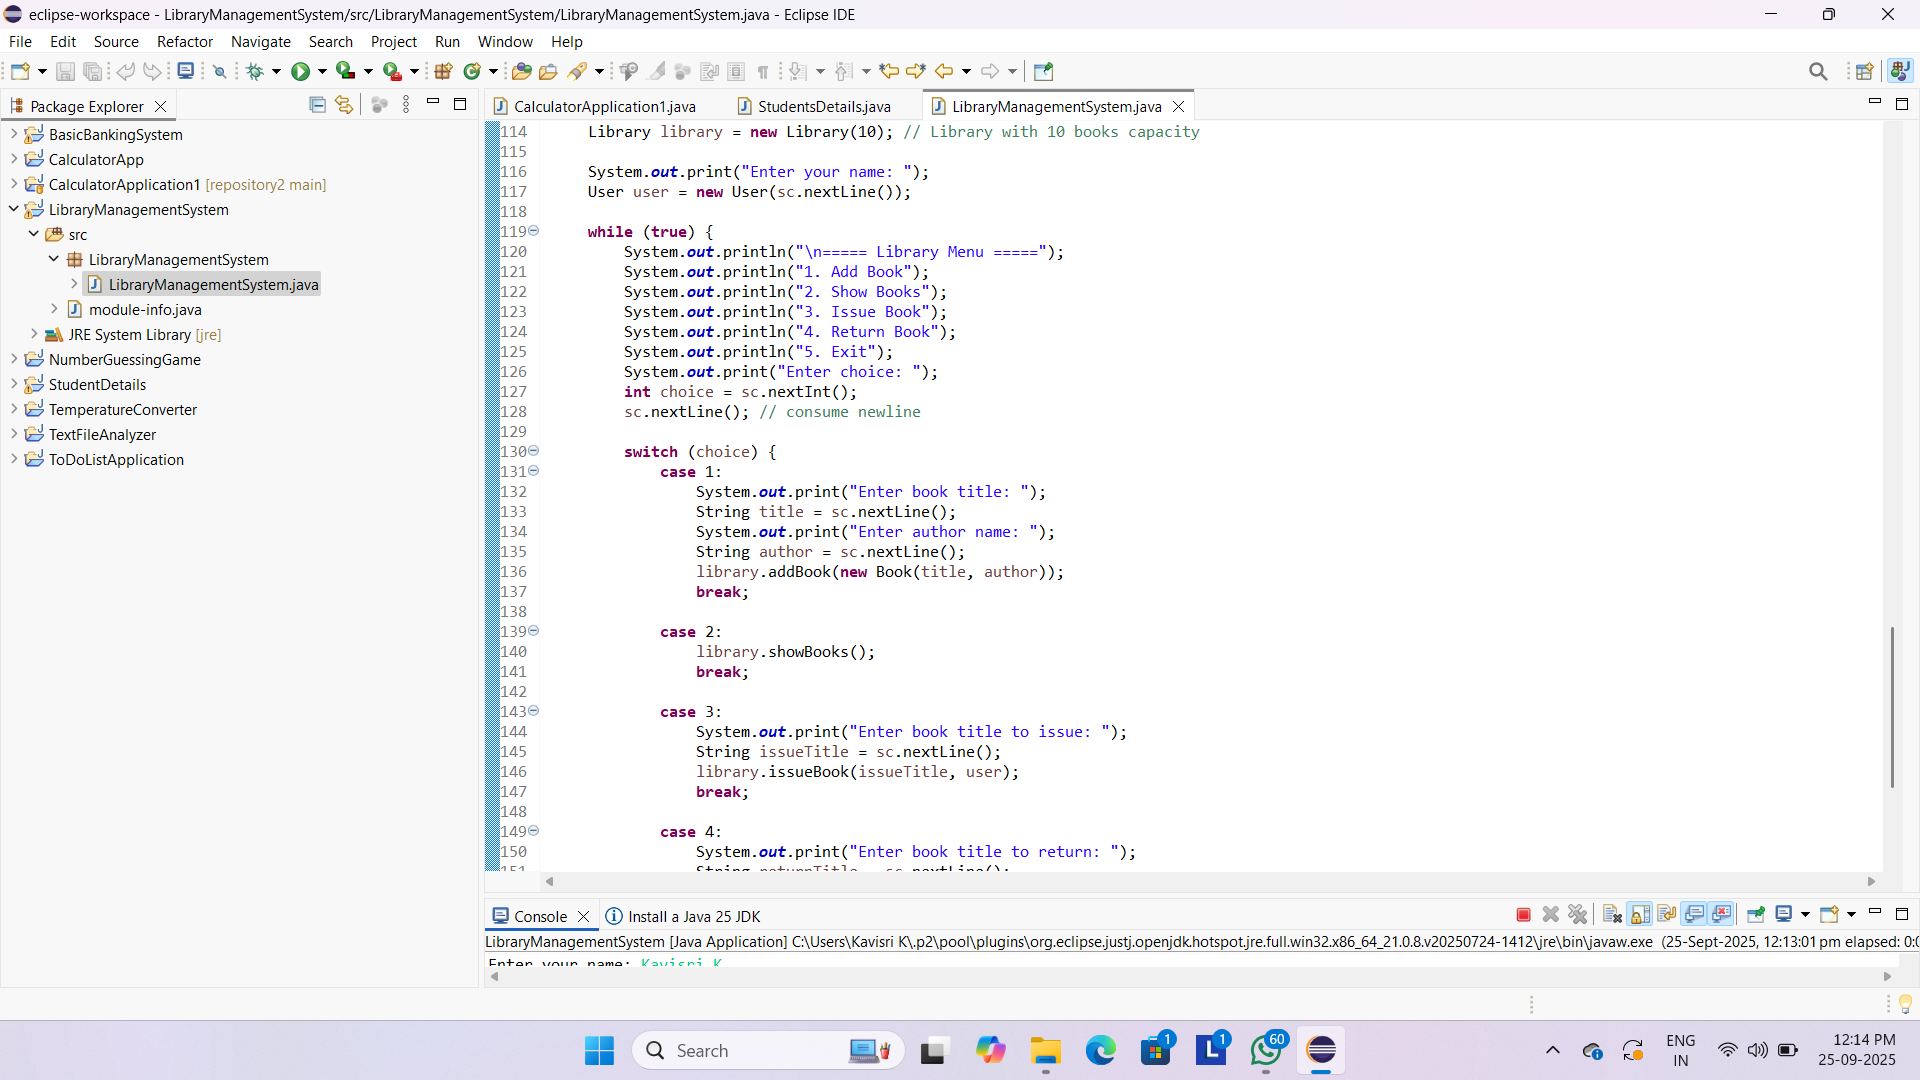 eclipse-workspace - LibraryManagementSystem/src/LibraryManagementSystem/LibraryManagementSystem.java - Eclipse IDE
File Edit Source Refactor Navigate Search Project Run Window Help
Package Explorer
BasicBankingSystem
CalculatorApp
CalculatorApplication1 [repository2 main]
LibraryManagementSystem
src
LibraryManagementSystem
LibraryManagementSystem.java
module-info.java
JRE System Library [jre]
NumberGuessingGame
StudentDetails
TemperatureConverter
TextFileAnalyzer
ToDoListApplication
CalculatorApplication1.java StudentsDetails.java LibraryManagementSystem.java
114 Library library = new Library(10); // Library with 10 books capacity
115
116 System.out.print("Enter your name: ");
117 User user = new User(sc.nextLine());
118
119 while (true) {
120 System.out.println("\n===== Library Menu =====");
121 System.out.println("1. Add Book");
122 System.out.println("2. Show Books");
123 System.out.println("3. Issue Book");
124 System.out.println("4. Return Book");
125 System.out.println("5. Exit");
126 System.out.print("Enter choice: ");
127 int choice = sc.nextInt();
128 sc.nextLine(); // consume newline
129
130 switch (choice) {
131 case 1:
132 System.out.print("Enter book title: ");
133 String title = sc.nextLine();
134 System.out.print("Enter author name: ");
135 String author = sc.nextLine();
136 library.addBook(new Book(title, author));
137 break;
138
139 case 2:
140 library.showBooks();
141 break;
142
143 case 3:
144 System.out.print("Enter book title to issue: ");
145 String issueTitle = sc.nextLine();
146 library.issueBook(issueTitle, user);
147 break;
148
149 case 4:
150 System.out.print("Enter book title to return: ");
151 String returnTitle = sc.nextLine();
Console Install a Java 25 JDK
LibraryManagementSystem [Java Application] C:\Users\Kavisri K\.p2\pool\plugins\org.eclipse.justj.openjdk.hotspot.jre.full.win32.x86_64_21.0.8.v20250724-1412\jre\bin\javaw.exe (25-Sept-2025, 12:13:01 pm elapsed: 0:0
Enter your name: Kavisri K
Search
1
1
60
ENG
IN
12:14 PM
25-09-2025